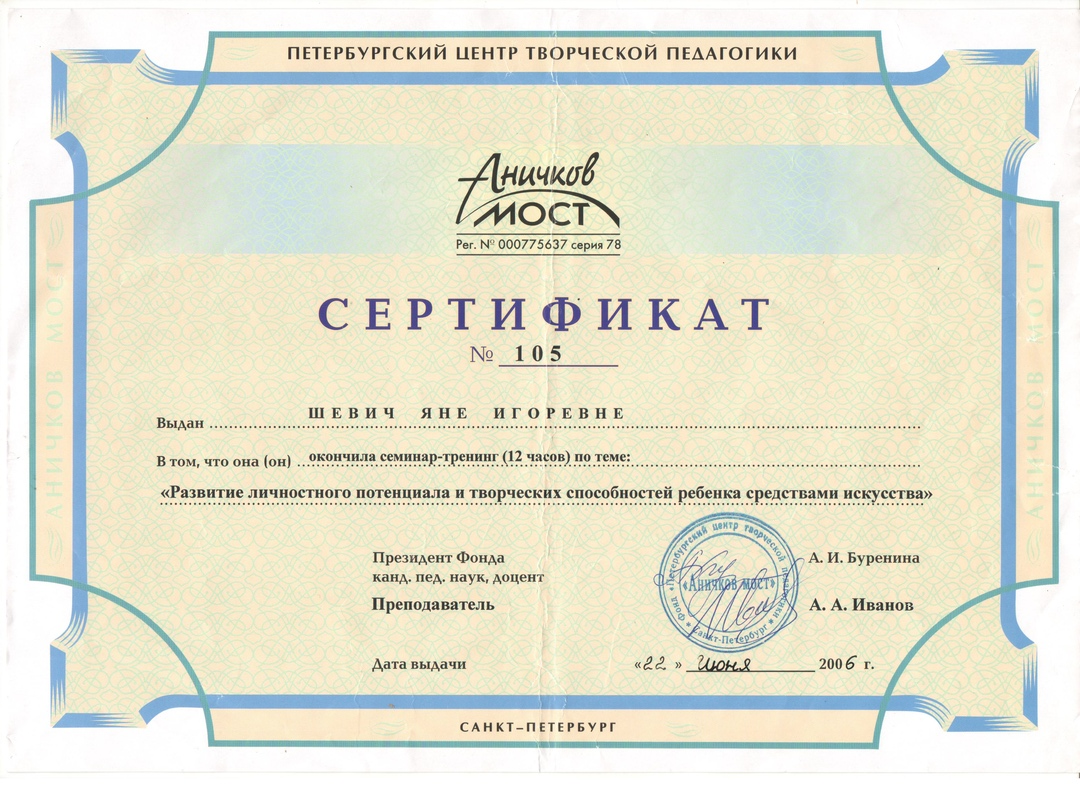 ПЕТЕРБУРГСКИЙ ЦЕНТР ТВОРЧЕСКОЙ ПЕДАГОГИКИ
Аничков
МОСТ
Рег. № 000775637 серия 78
СЕРТИФИКАТ
№ 105
Выдан ШЕВИЧ ЯНЕ ИГОРЕВНЕ
В том, что она (он) окончила семинар-тренинг (12 часов) по теме:
«Развитие личностного потенциала и творческих способностей ребенка средствами искусства»
Президент Фонда А. И. Буренина
канд. пед. наук, доцент
Преподаватель А. А. Иванов
Фонд «Петербургский центр творческой педагогики
«Аничков мост»
Санкт-Петербург
Дата выдачи «22» июня 2006 г.
САНКТ–ПЕТЕРБУРГ
АНИЧКОВ МОСТ
АНИЧКОВ МОСТ